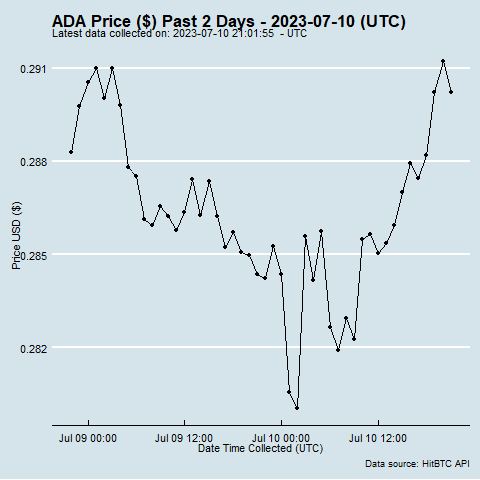 ADA Price ($) Past 2 Days - 2023-07-10 (UTC)
Latest data collected on: 2023-07-10 21:01:55 - UTC
0.291
0.288
0.285
0.282
Price USD ($)
Jul 09 00:00 Jul 09 12:00 Jul 10 00:00 Jul 10 12:00
Date Time Collected (UTC)
Data source: HitBTC API